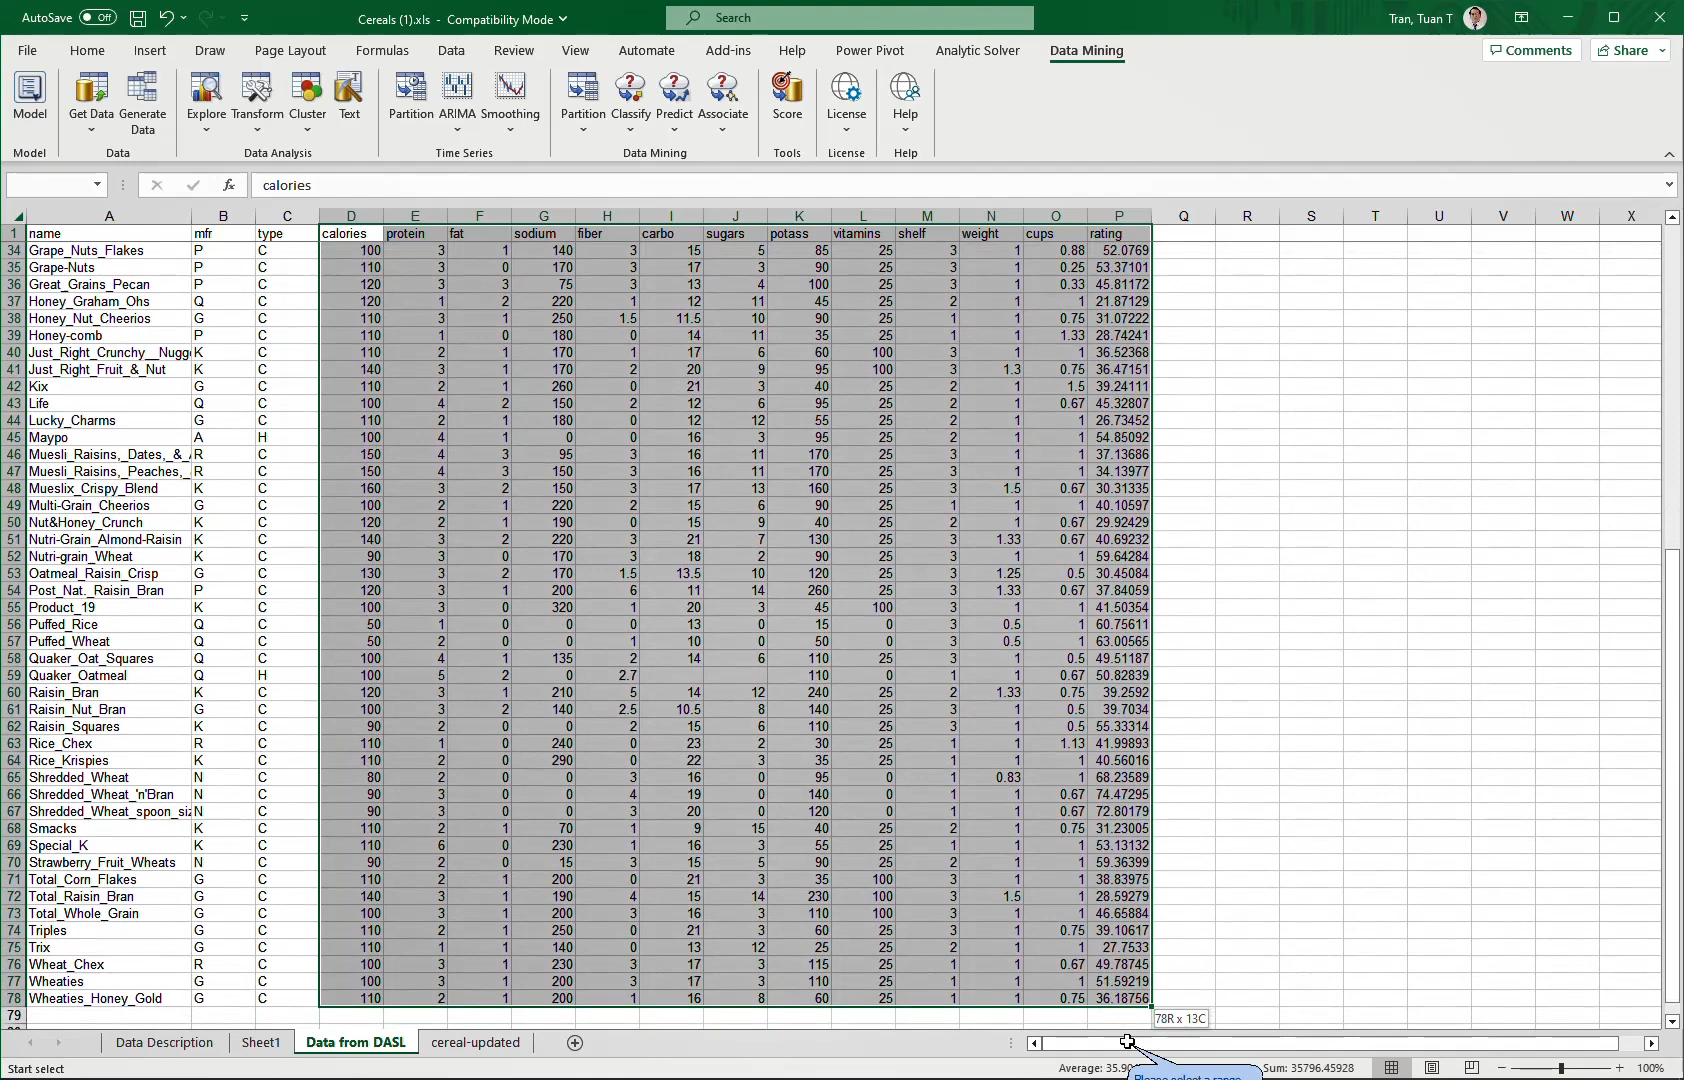 AutoSave Off
Cereals (1).xls - Compatibility Mode
Search
Tran, Tuan T
File Home Insert Draw Page Layout Formulas Data Review View Automate Add-ins Help Power Pivot Analytic Solver Data Mining
Comments Share
Model Get Data Generate Data Explore Transform Cluster Text Partition ARIMA Smoothing Partition Classify Predict Associate Score License Help
Model Data Data Analysis Time Series Data Mining Tools License Help
fx calories
A B C D E F G H I J K L M N O P Q R S T U V W X
1 name mfr type calories protein fat sodium fiber carbo sugars potass vitamins shelf weight cups rating
34 Grape_Nuts_Flakes P C 100 3 1 140 3 15 5 85 25 3 1 0.88 52.0769
35 Grape-Nuts P C 110 3 0 170 3 17 3 90 25 3 1 0.25 53.37101
36 Great_Grains_Pecan P C 120 3 3 75 3 13 4 100 25 3 1 0.33 45.81172
37 Honey_Graham_Ohs Q C 120 1 2 220 1 12 11 45 25 2 1 1 21.87129
38 Honey_Nut_Cheerios G C 110 3 1 250 1.5 11.5 10 90 25 1 1 0.75 31.07222
39 Honey-comb P C 110 1 0 180 0 14 11 35 25 1 1 1.33 28.74241
40 Just_Right_Crunchy__Nugg K C 110 2 1 170 1 17 6 60 100 3 1 1 36.52368
41 Just_Right_Fruit_&_Nut K C 140 3 1 170 2 20 9 95 100 3 1.3 0.75 36.47151
42 Kix G C 110 2 1 260 0 21 3 40 25 2 1 1.5 39.24111
43 Life Q C 100 4 2 150 2 12 6 95 25 2 1 0.67 45.32807
44 Lucky_Charms G C 110 2 1 180 0 12 12 55 25 2 1 1 26.73452
45 Maypo A H 100 4 1 0 0 16 3 95 25 2 1 1 54.85092
46 Muesli_Raisins,_Dates,_&_ R C 150 4 3 95 3 16 11 170 25 3 1 1 37.13686
47 Muesli_Raisins,_Peaches,_ R C 150 4 3 150 3 16 11 170 25 3 1 1 34.13977
48 Mueslix_Crispy_Blend K C 160 3 2 150 3 17 13 160 25 3 1.5 0.67 30.31335
49 Multi-Grain_Cheerios G C 100 2 1 220 2 15 6 90 25 1 1 1 40.10597
50 Nut&Honey_Crunch K C 120 2 1 190 0 15 9 40 25 2 1 0.67 29.92429
51 Nutri-Grain_Almond-Raisin K C 140 3 2 220 3 21 7 130 25 3 1.33 0.67 40.69232
52 Nutri-grain_Wheat K C 90 3 0 170 3 18 2 90 25 3 1 1 59.64284
53 Oatmeal_Raisin_Crisp G C 130 3 2 170 1.5 13.5 10 120 25 3 1.25 0.5 30.45084
54 Post_Nat._Raisin_Bran P C 120 3 1 200 6 11 14 260 25 3 1.33 0.67 37.84059
55 Product_19 K C 100 3 0 320 1 20 3 45 100 3 1 1 41.50354
56 Puffed_Rice Q C 50 1 0 0 0 13 0 15 0 3 0.5 1 60.75611
57 Puffed_Wheat Q C 50 2 0 0 1 10 0 50 0 3 0.5 1 63.00565
58 Quaker_Oat_Squares Q C 100 4 1 135 2 14 6 110 25 3 1 0.5 49.51187
59 Quaker_Oatmeal Q H 100 5 2 0 2.7 110 0 1 1 0.67 50.82839
60 Raisin_Bran K C 120 3 1 210 5 14 12 240 25 2 1.33 0.75 39.2592
61 Raisin_Nut_Bran G C 100 3 2 140 2.5 10.5 8 140 25 3 1 0.5 39.7034
62 Raisin_Squares K C 90 2 0 0 2 15 6 110 25 3 1 0.5 55.33314
63 Rice_Chex R C 110 1 0 240 0 23 2 30 25 1 1 1.13 41.99893
64 Rice_Krispies K C 110 2 0 290 0 22 3 35 25 1 1 1 40.56016
65 Shredded_Wheat N C 80 2 0 0 3 16 0 95 0 1 0.83 1 68.23589
66 Shredded_Wheat_'n'Bran N C 90 3 0 0 4 19 0 140 0 1 1 0.67 74.47295
67 Shredded_Wheat_spoon_siz N C 90 3 0 0 3 20 0 120 0 1 1 0.67 72.80179
68 Smacks K C 110 2 1 70 1 9 15 40 25 2 1 0.75 31.23005
69 Special_K K C 110 6 0 230 1 16 3 55 25 1 1 1 53.13132
70 Strawberry_Fruit_Wheats N C 90 2 0 15 3 15 5 90 25 2 1 1 59.36399
71 Total_Corn_Flakes G C 110 2 1 200 0 21 3 35 100 3 1 1 38.83975
72 Total_Raisin_Bran G C 140 3 1 190 4 15 14 230 100 3 1.5 1 28.59279
73 Total_Whole_Grain G C 100 3 1 200 3 16 3 110 100 3 1 1 46.65884
74 Triples G C 110 2 1 250 0 21 3 60 25 3 1 0.75 39.10617
75 Trix G C 110 1 1 140 0 13 12 25 25 2 1 1 27.7533
76 Wheat_Chex R C 100 3 1 230 3 17 3 115 25 1 1 0.67 49.78745
77 Wheaties G C 100 3 1 200 3 17 3 110 25 1 1 1 51.59219
78 Wheaties_Honey_Gold G C 110 2 1 200 1 16 8 60 25 1 1 0.75 36.18756
79
78R x 13C
Data Description Sheet1 Data from DASL cereal-updated
Start select
Average: 35.90
Please select a range
Sum: 35796.45928
100%